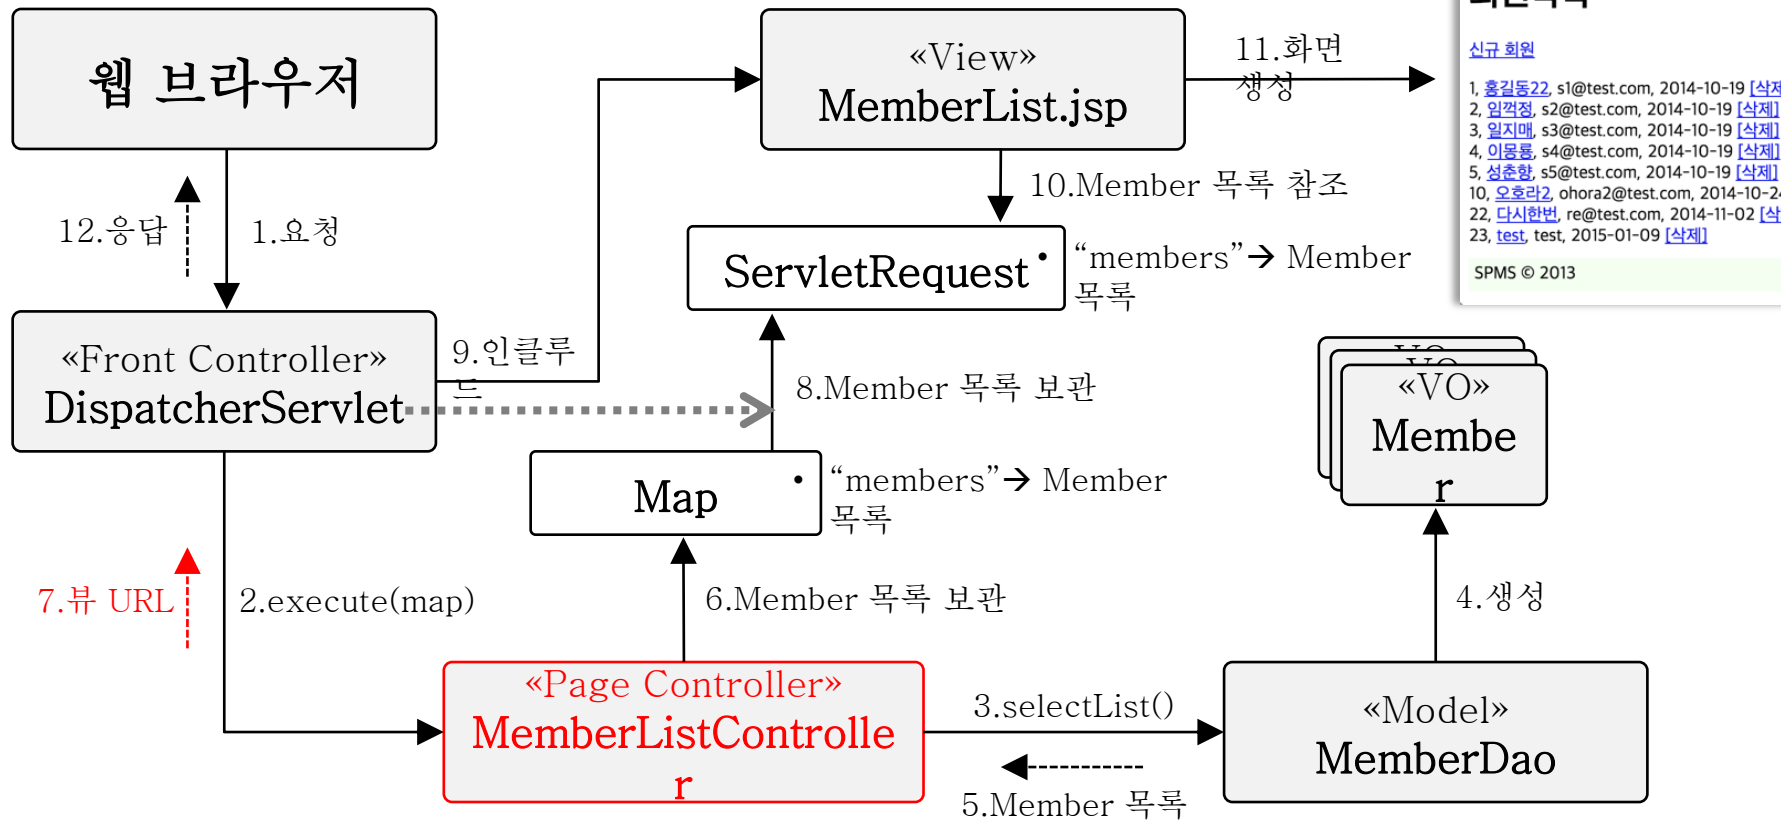 웹 브라우저
«View»
MemberList.jsp
11.화면
생성
신규 회원
1, 홍길동22, s1@test.com, 2014-10-19 [삭제
2, 임꺽정, s2@test.com, 2014-10-19 [삭제]
3, 일지매, s3@test.com, 2014-10-19 [삭제]
4, 이몽룡, s4@test.com, 2014-10-19 [삭제]
5, 성춘향, s5@test.com, 2014-10-19 [삭제]
10, 오호라2, ohora2@test.com, 2014-10-24
22, 다시한번, re@test.com, 2014-11-02 [삭
23, test, test, 2015-01-09 [삭제]
SPMS © 2013
12.응답
1.요청
10.Member 목록 참조
ServletRequest
• “members”→ Member
목록
«Front Controller»
DispatcherServlet
9.인클루
드
8.Member 목록 보관
VO
VO
«VO»
Membe
r
Map
• “members”→ Member
목록
7.뷰 URL
2.execute(map)
6.Member 목록 보관
4.생성
«Page Controller»
MemberListControlle
r
3.selectList()
5.Member 목록
«Model»
MemberDao